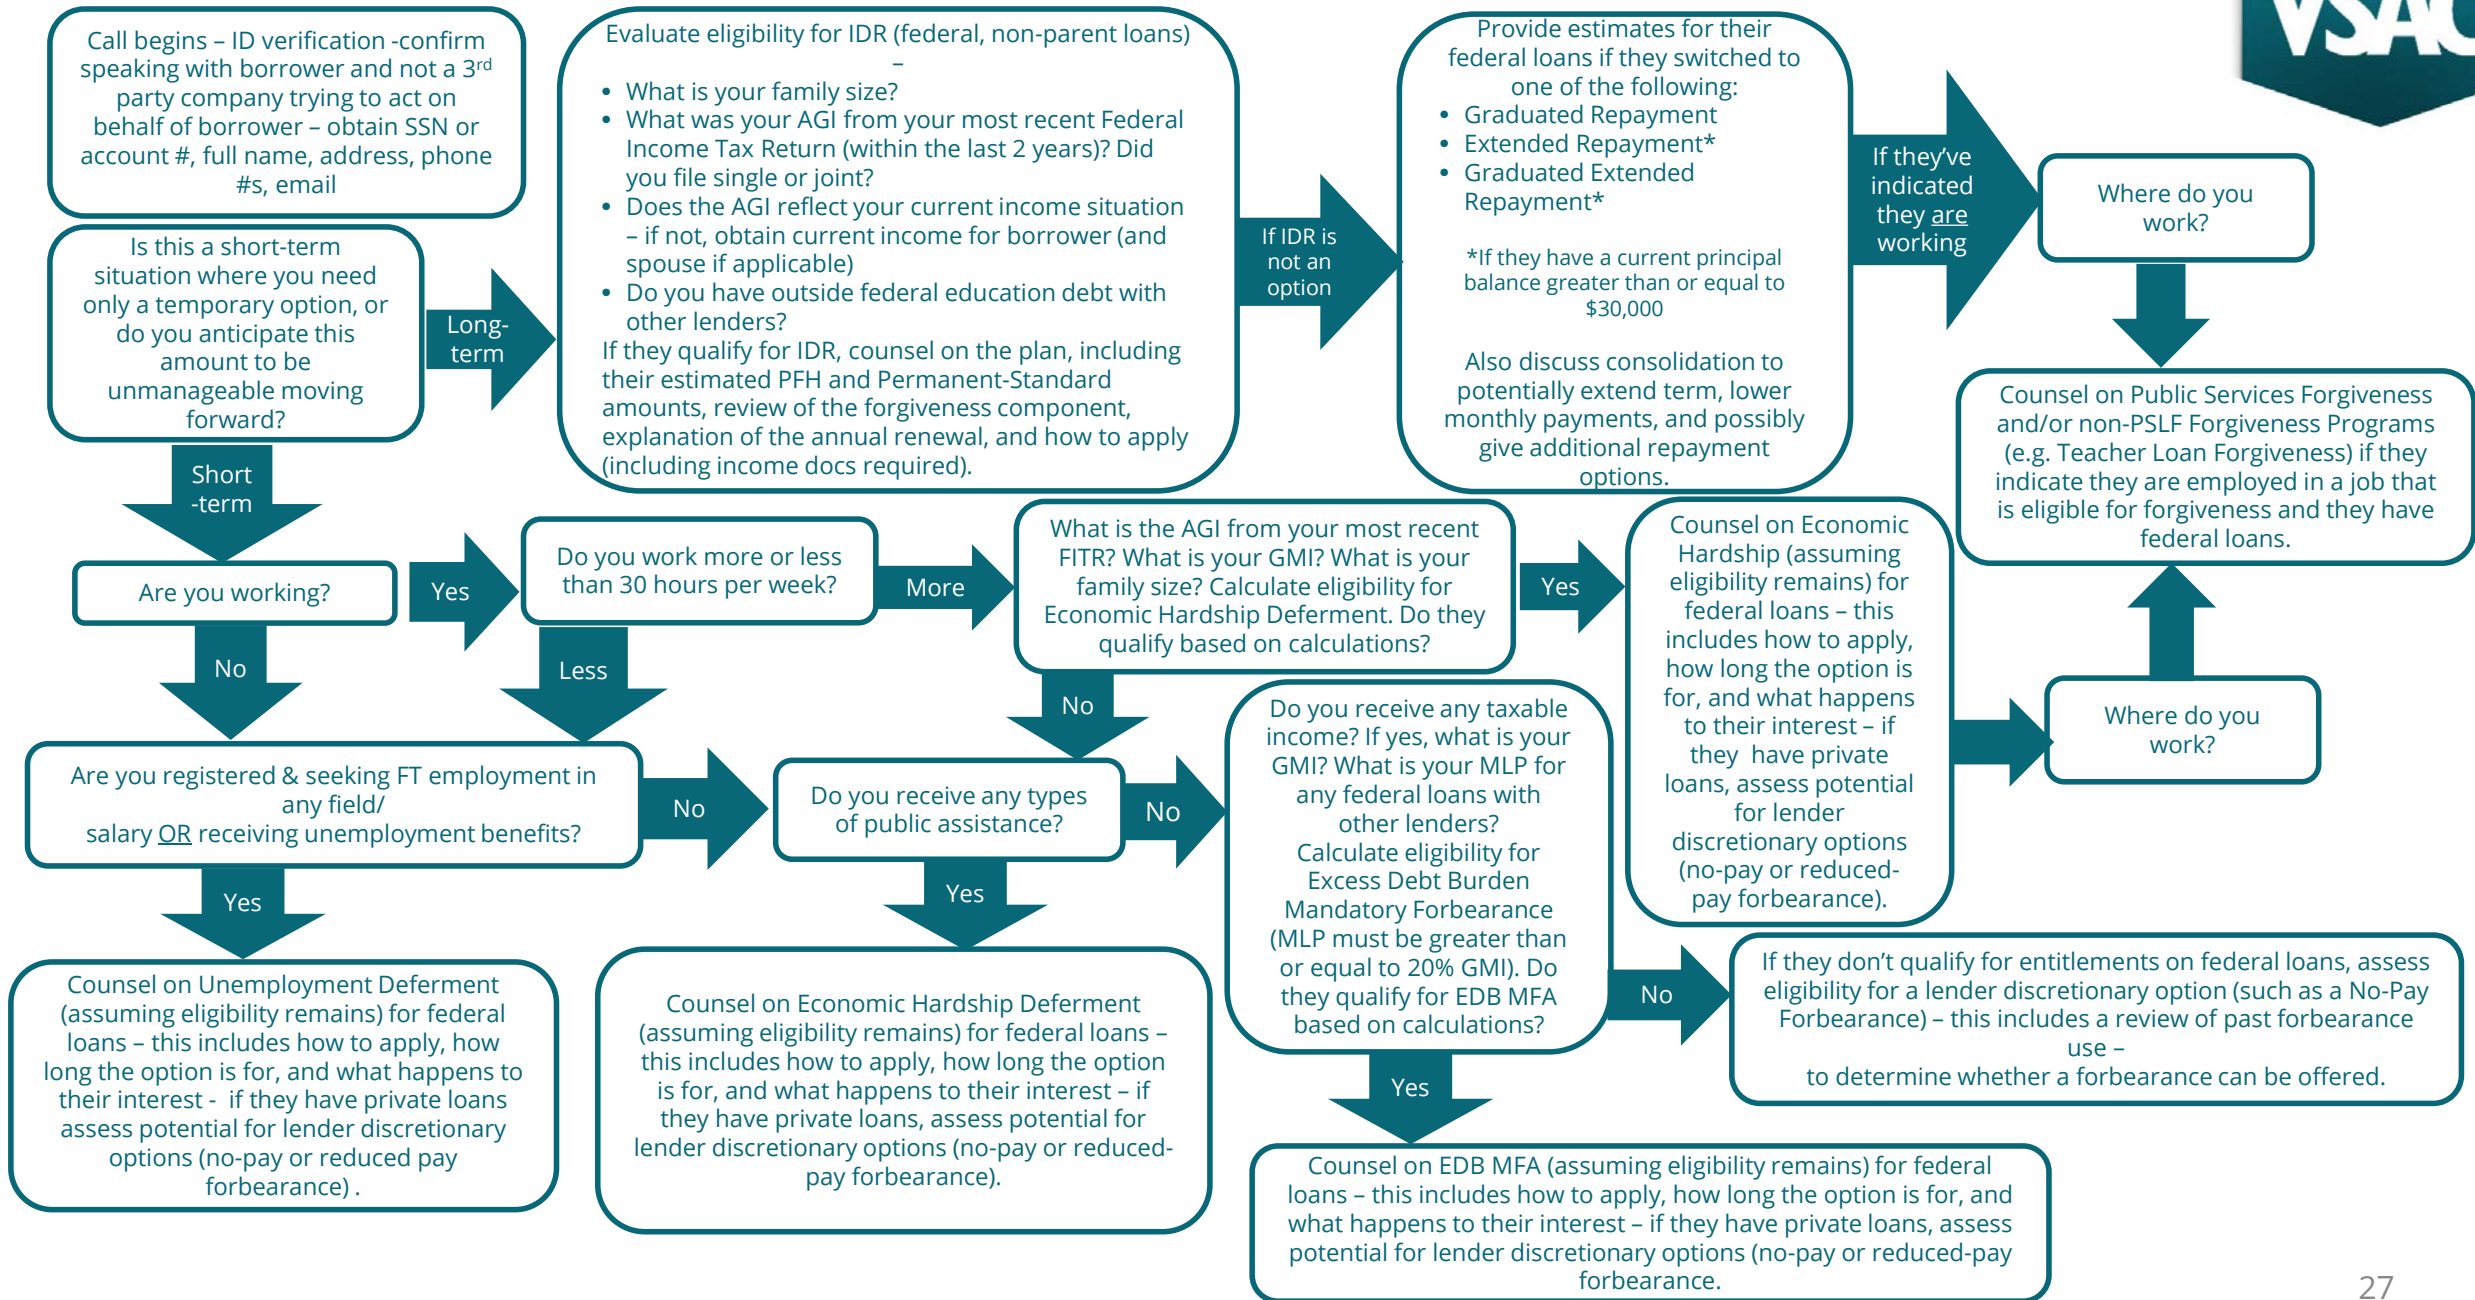 VSAC
Call begins – ID verification -confirm
speaking with borrower and not a 3rd
party company trying to act on
behalf of borrower – obtain SSN or
account #, full name, address, phone
#s, email
Evaluate eligibility for IDR (federal, non-parent loans)
–
• What is your family size?
• What was your AGI from your most recent Federal
Income Tax Return (within the last 2 years)? Did
you file single or joint?
• Does the AGI reflect your current income situation
– if not, obtain current income for borrower (and
spouse if applicable)
• Do you have outside federal education debt with
other lenders?
If they qualify for IDR, counsel on the plan, including
their estimated PFH and Permanent-Standard
amounts, review of the forgiveness component,
explanation of the annual renewal, and how to apply
(including income docs required).
If IDR is
not an
option
Provide estimates for their
federal loans if they switched to
one of the following:
• Graduated Repayment
• Extended Repayment*
• Graduated Extended
Repayment*
*If they have a current principal
balance greater than or equal to
$30,000
Also discuss consolidation to
potentially extend term, lower
monthly payments, and possibly
give additional repayment
options.
If they’ve
indicated
they are
working
Where do you
work?
Counsel on Public Services Forgiveness
and/or non-PSLF Forgiveness Programs
(e.g. Teacher Loan Forgiveness) if they
indicate they are employed in a job that
is eligible for forgiveness and they have
federal loans.
Is this a short-term
situation where you need
only a temporary option, or
do you anticipate this
amount to be
unmanageable moving
forward?
Long-
term
Short
-term
Are you working?
Yes
Do you work more or less
than 30 hours per week?
More
What is the AGI from your most recent
FITR? What is your GMI? What is your
family size? Calculate eligibility for
Economic Hardship Deferment. Do they
qualify based on calculations?
Yes
Counsel on Economic
Hardship (assuming
eligibility remains) for
federal loans – this
includes how to apply,
how long the option is
for, and what happens
to their interest – if
they have private
loans, assess potential
for lender
discretionary options
(no-pay or reduced-
pay forbearance).
Where do you
work?
No
Less
No
Are you registered & seeking FT employment in
any field/
salary OR receiving unemployment benefits?
No
Do you receive any types
of public assistance?
No
Do you receive any taxable
income? If yes, what is your
GMI? What is your MLP for
any federal loans with
other lenders?
Calculate eligibility for
Excess Debt Burden
Mandatory Forbearance
(MLP must be greater than
or equal to 20% GMI). Do
they qualify for EDB MFA
based on calculations?
No
If they don’t qualify for entitlements on federal loans, assess
eligibility for a lender discretionary option (such as a No-Pay
Forbearance) – this includes a review of past forbearance
use –
to determine whether a forbearance can be offered.
Yes
Counsel on Unemployment Deferment
(assuming eligibility remains) for federal
loans – this includes how to apply, how
long the option is for, and what happens to
their interest - if they have private loans
assess potential for lender discretionary
options (no-pay or reduced pay
forbearance) .
Yes
Counsel on Economic Hardship Deferment
(assuming eligibility remains) for federal loans –
this includes how to apply, how long the option
is for, and what happens to their interest – if
they have private loans, assess potential for
lender discretionary options (no-pay or reduced-
pay forbearance).
Yes
Counsel on EDB MFA (assuming eligibility remains) for federal
loans – this includes how to apply, how long the option is for, and
what happens to their interest – if they have private loans, assess
potential for lender discretionary options (no-pay or reduced-pay
forbearance.
27